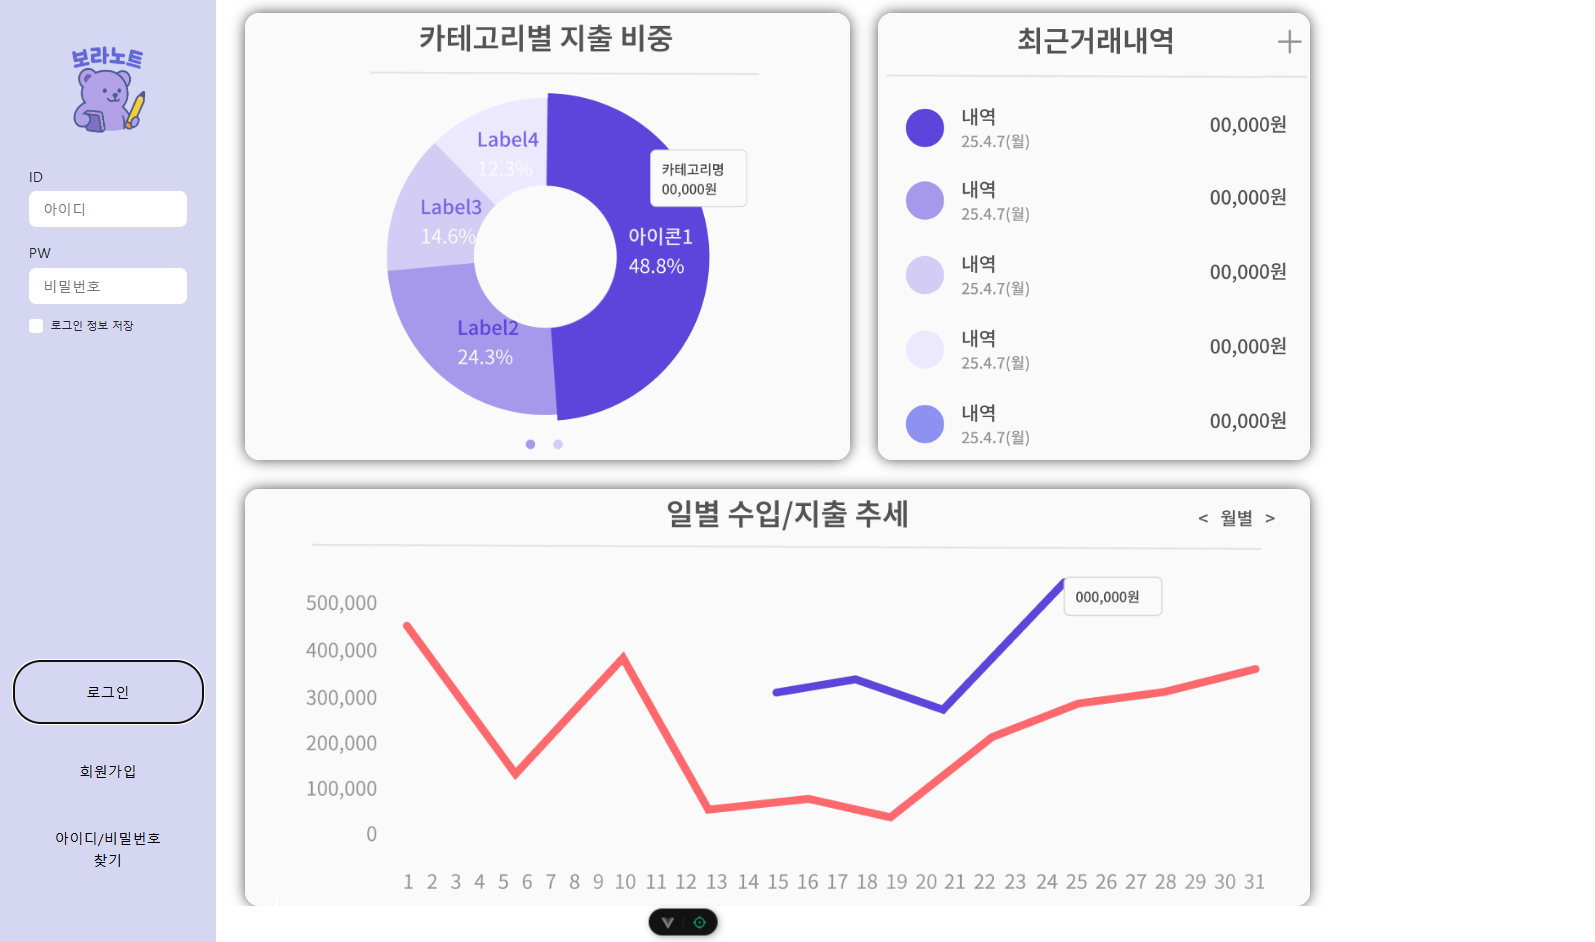 보라노트
ID
아이디
PW
비밀번호
로그인 정보 저장
로그인
회원가입
아이디/비밀번호
찾기
카테고리별 지출 비중
Label4
12.3%
카테고리명
00,000원
Label3
14.6%
아이콘1
48.8%
Label2
24.3%
최근거래내역
내역
00,000원
25.4.7(월)
내역
00,000원
25.4.7(월)
내역
00,000원
25.4.7(월)
내역
00,000원
25.4.7(월)
내역
00,000원
25.4.7(월)
일별 수입/지출 추세
< 월별 >
000,000원
500,000
400,000
300,000
200,000
100,000
0
1 2 3 4 5 6 7 8 9 10 11 12 13 14 15 16 17 18 19 20 21 22 23 24 25 26 27 28 29 30 31